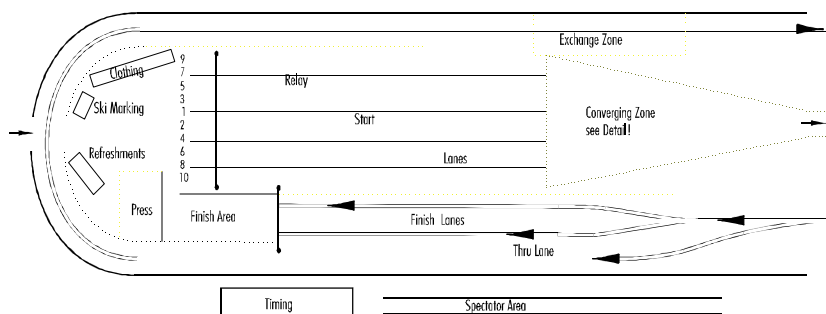 Exchange Zone
9
Clothing
7
Relay
5
3
Ski Marking
1
Start
Converging Zone
see Detail!
2
4
Refreshments
6
Lanes
8
10
Press
Finish Area
Finish Lanes
Thru Lane
Timing
Spectator Area